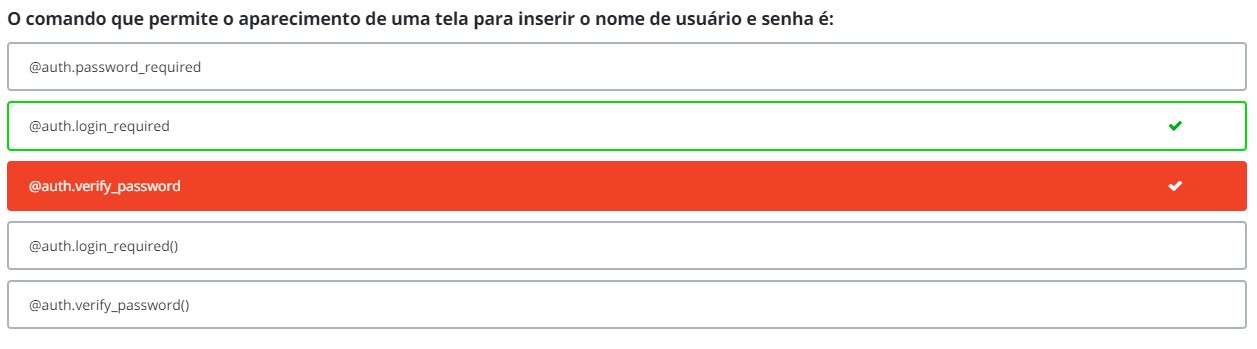 O comando que permite o aparecimento de uma tela para inserir o nome de usuário e senha é:
@auth.password_required
@auth.login_required
@auth.verify_password
@auth.login_required()
@auth.verify_password()